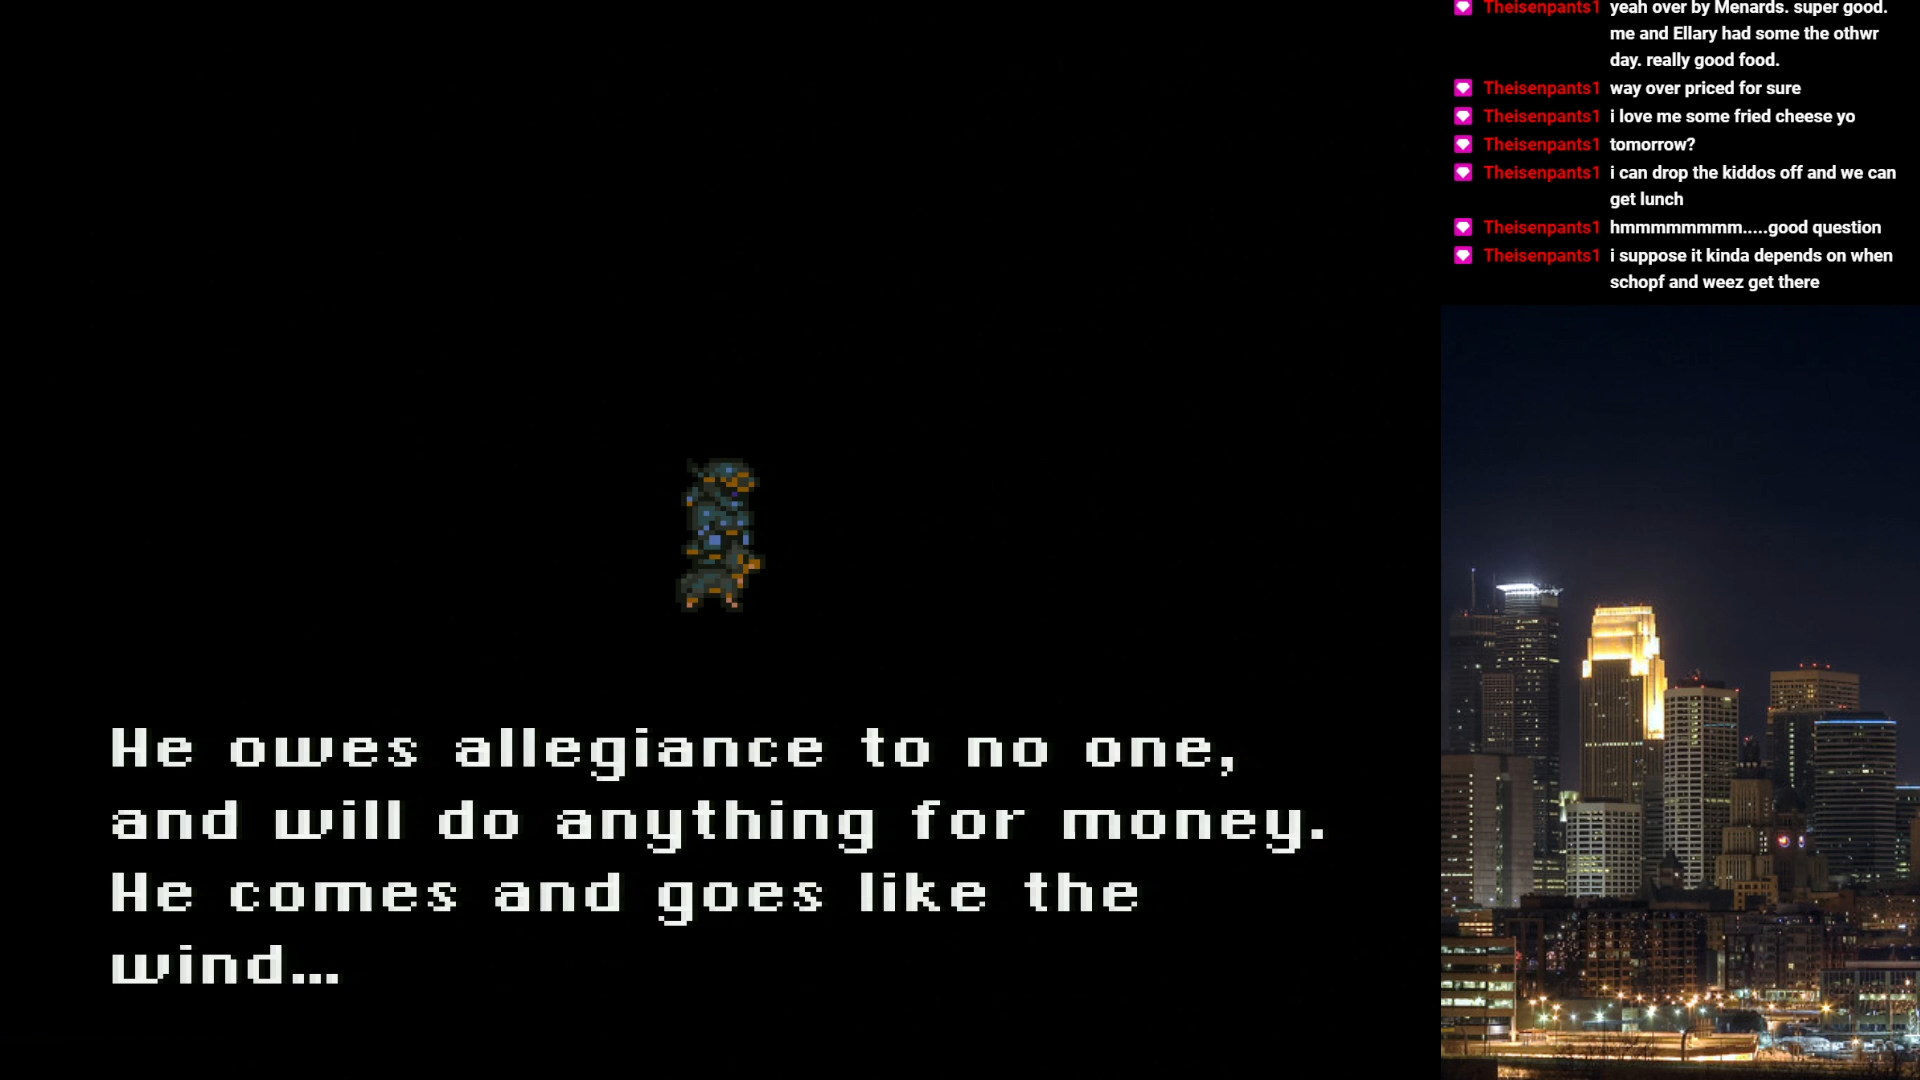 He owes allegiance to no one,
and will do anything for money.
He comes and goes like the
wind…
Theisenpants1 yeah over by Menards. super good.
me and Ellary had some the othwr
day. really good food.
Theisenpants1 way over priced for sure
Theisenpants1 i love me some fried cheese yo
Theisenpants1 tomorrow?
Theisenpants1 i can drop the kiddos off and we can
get lunch
Theisenpants1 hmmmmmmmm.....good question
Theisenpants1 i suppose it kinda depends on when
schopf and weez get there